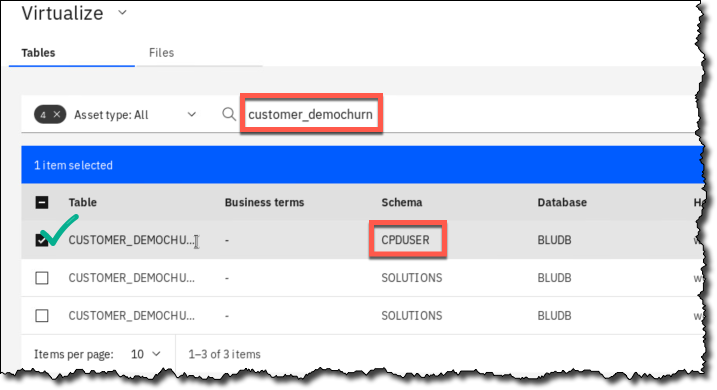 Virtualize
Tables Files
4 × Asset type: All customer_demochurn
1 item selected
Table Business terms Schema Database
CUSTOMER_DEMOCHU... - CPDUSER BLUDB
CUSTOMER_DEMOCHU... - SOLUTIONS BLUDB
CUSTOMER_DEMOCHU... - SOLUTIONS BLUDB
Items per page: 10 1–3 of 3 items